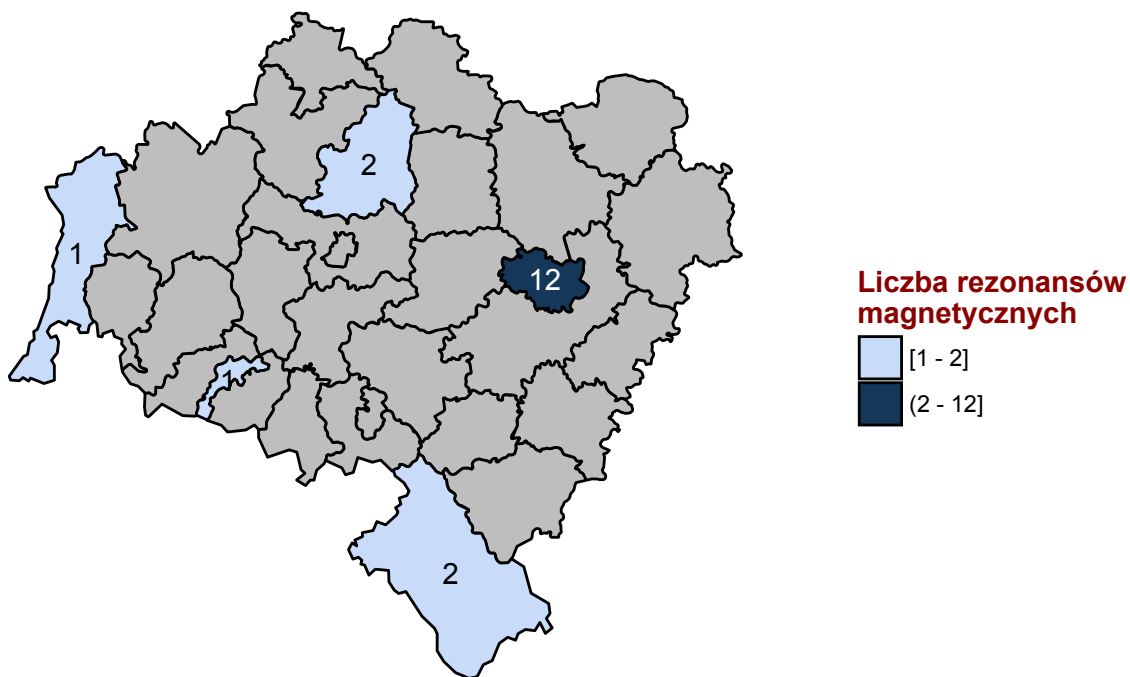 2
1
12
1
2
Liczba rezonansów
magnetycznych
[1 - 2]
(2 - 12]